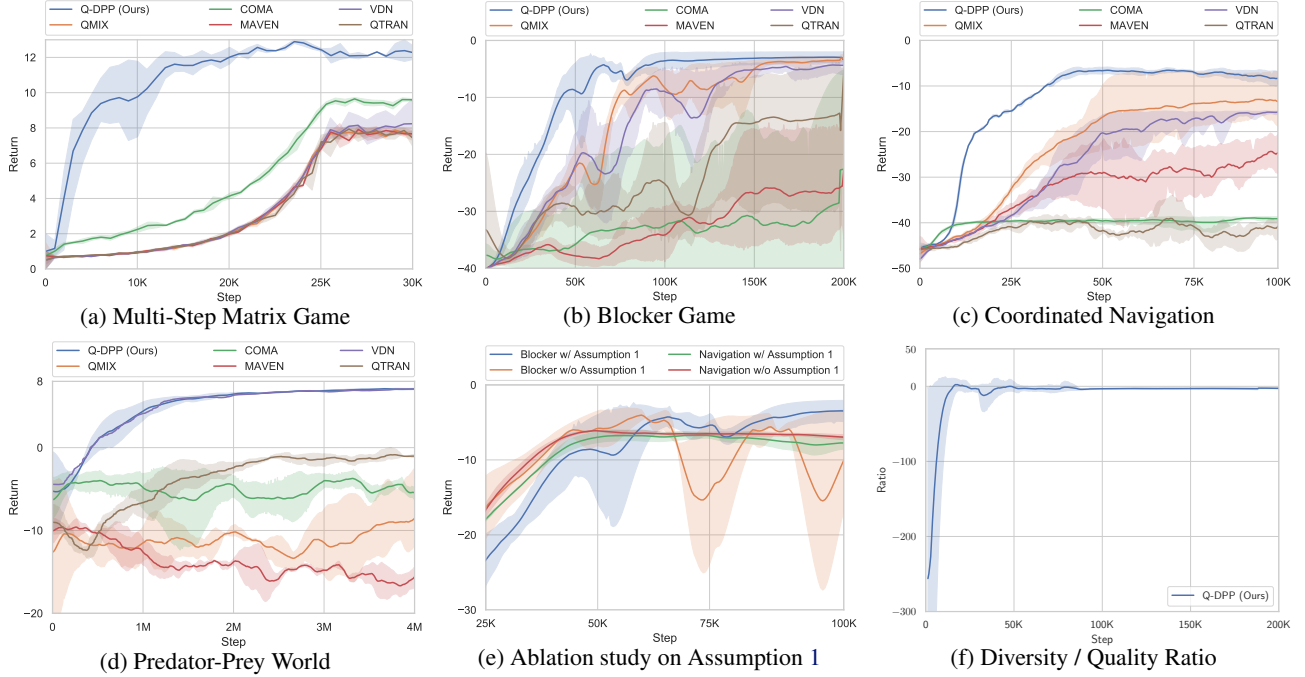 Q-DPP (Ours) COMA VDN
QMIX MAVEN QTRAN
12
10
8
6
4
2
0
Return
0 10K 20K 25K 30K
Step
(a) Multi-Step Matrix Game
Q-DPP (Ours) COMA VDN
QMIX MAVEN QTRAN
0
−10
−20
−30
−40
Return
0 50K 100K 150K 200K
Step
(b) Blocker Game
Q-DPP (Ours) COMA VDN
QMIX MAVEN QTRAN
0
−10
−20
−30
−40
−50
Return
0 25K 50K 75K 100K
Step
(c) Coordinated Navigation
Q-DPP (Ours) COMA VDN
QMIX MAVEN QTRAN
8
0
−10
−20
Return
0 1M 2M 3M 4M
Step
(d) Predator-Prey World
Blocker w/ Assumption 1 Navigation w/ Assumption 1
Blocker w/o Assumption 1 Navigation w/o Assumption 1
0
−10
−20
−30
Return
25K 50K 75K 100K
Step
(e) Ablation study on Assumption 1
50
0
−100
−200
−300
Ratio
Q-DPP (Ours)
0 50K 100K 150K 200K
Step
(f) Diversity / Quality Ratio